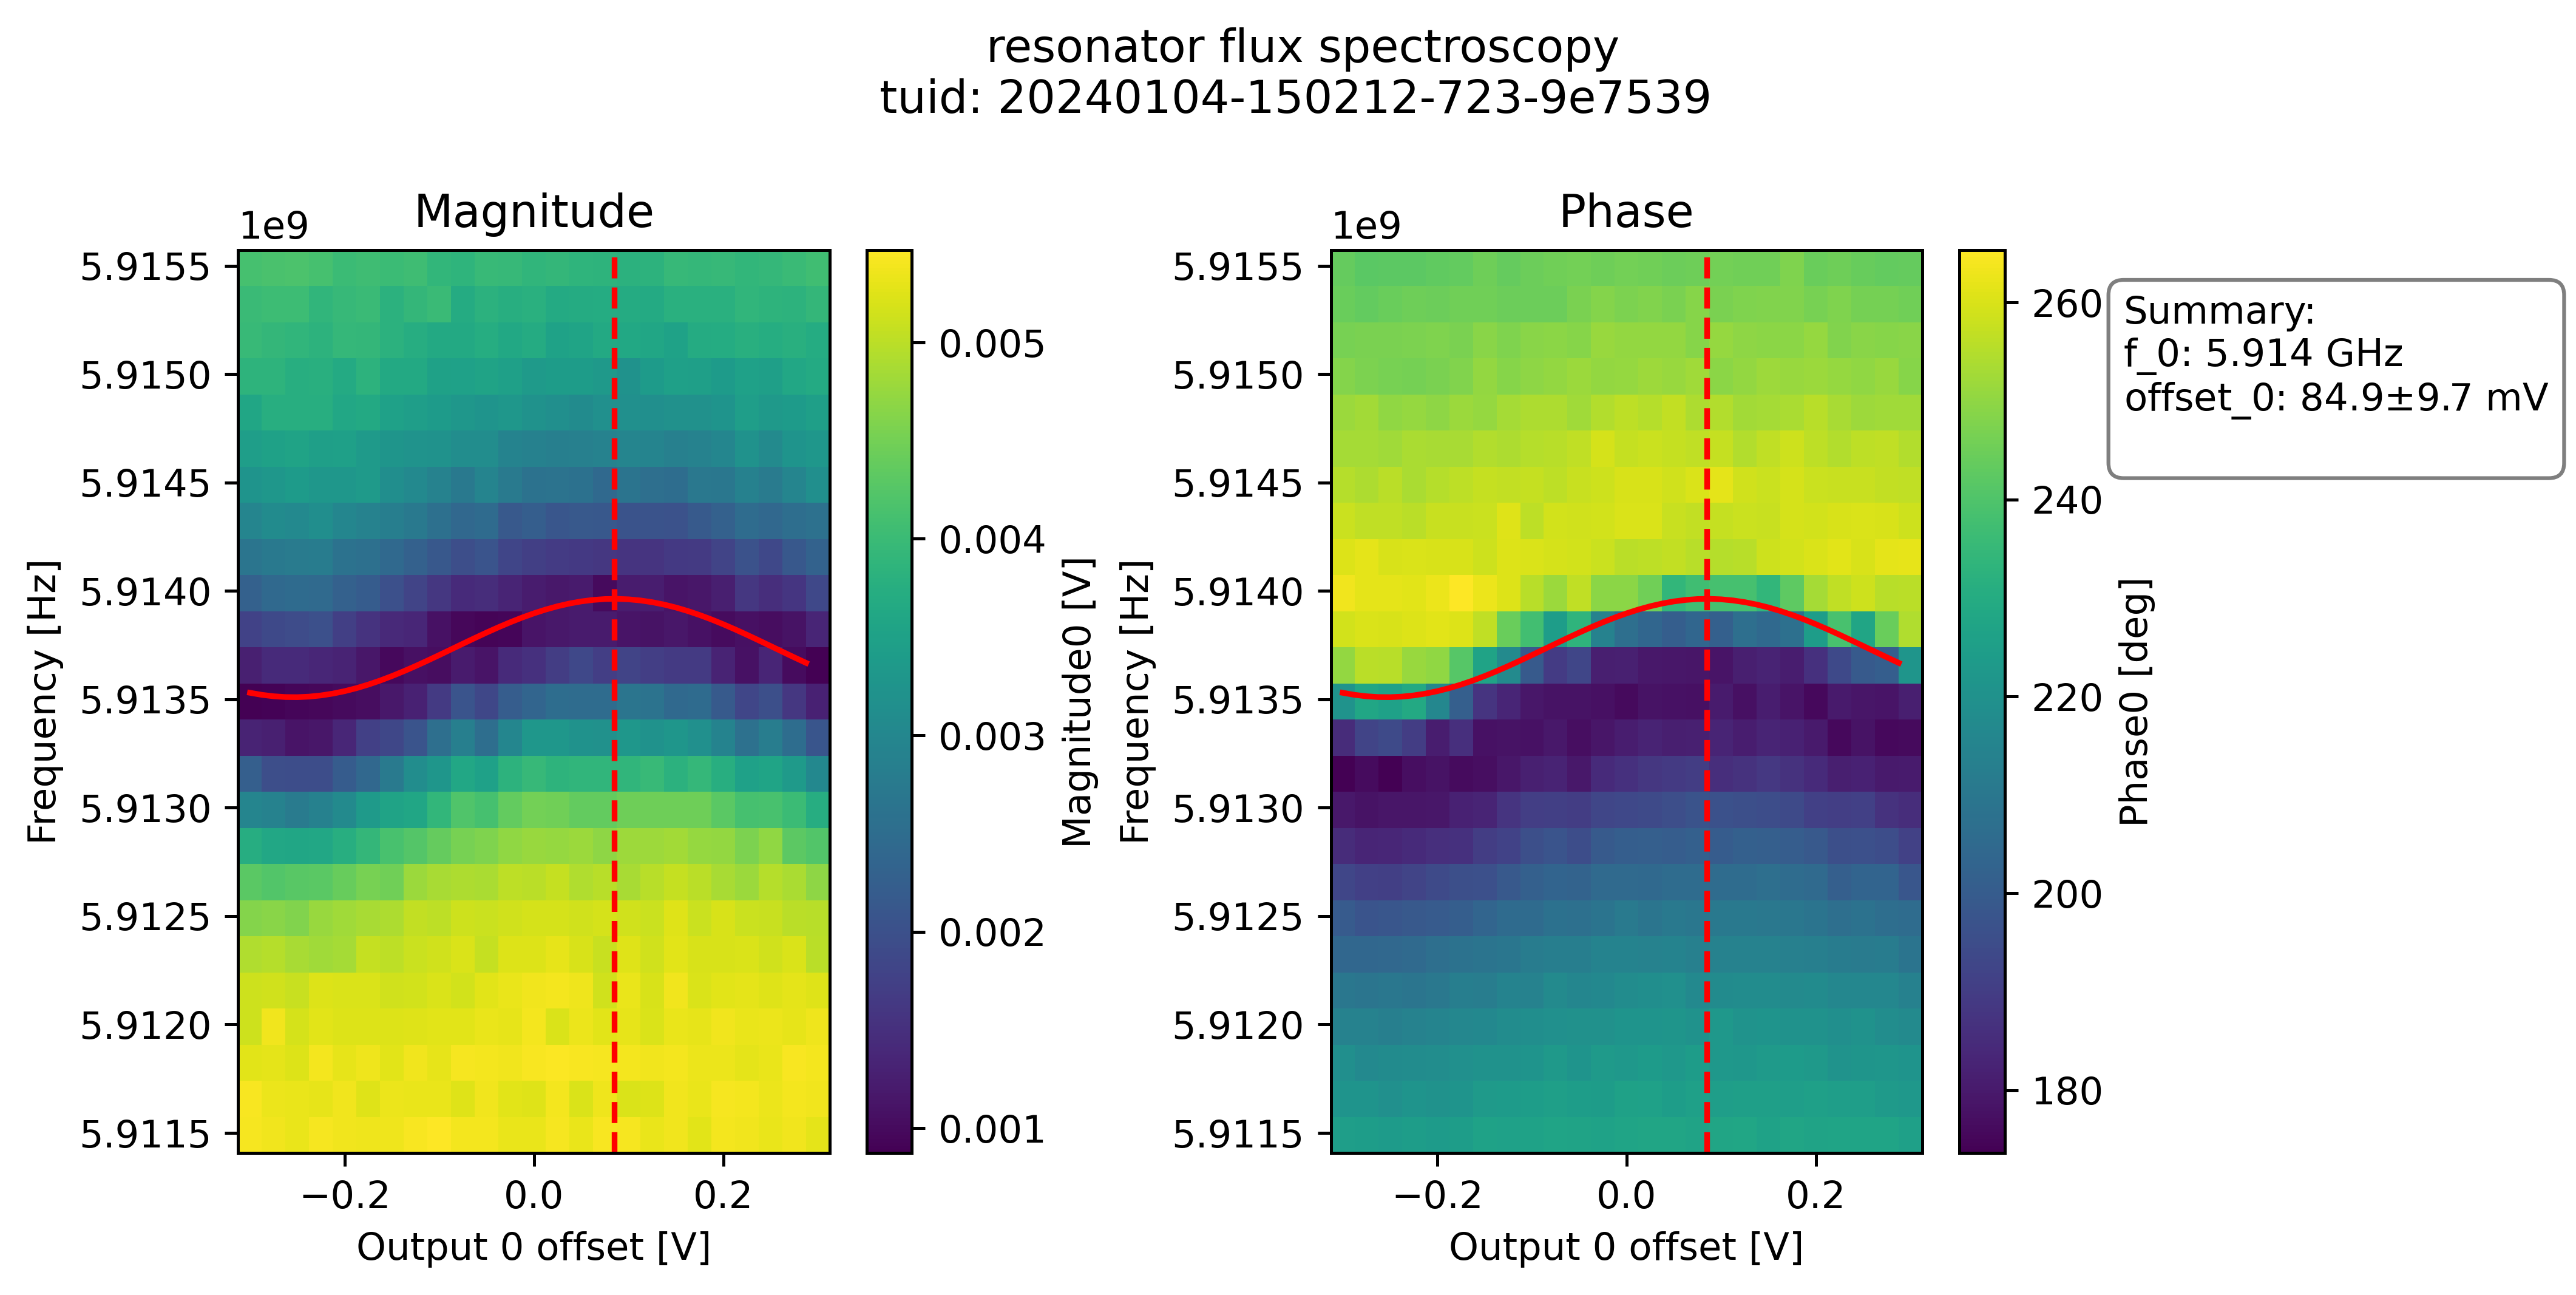 resonator flux spectroscopy
tuid: 20240104-150212-723-9e7539
Magnitude
1e9
5.9155
5.9150
5.9145
5.9140
5.9135
5.9130
5.9125
5.9120
5.9115
Frequency [Hz]
−0.2
0.0
0.2
Output 0 offset [V]
0.005
0.004
0.003
0.002
0.001
Magnitude0 [V]
Phase
1e9
5.9155
5.9150
5.9145
5.9140
5.9135
5.9130
5.9125
5.9120
5.9115
Frequency [Hz]
−0.2
0.0
0.2
Output 0 offset [V]
260
240
220
200
180
Phase0 [deg]
Summary:
f_0: 5.914 GHz
offset_0: 84.9±9.7 mV